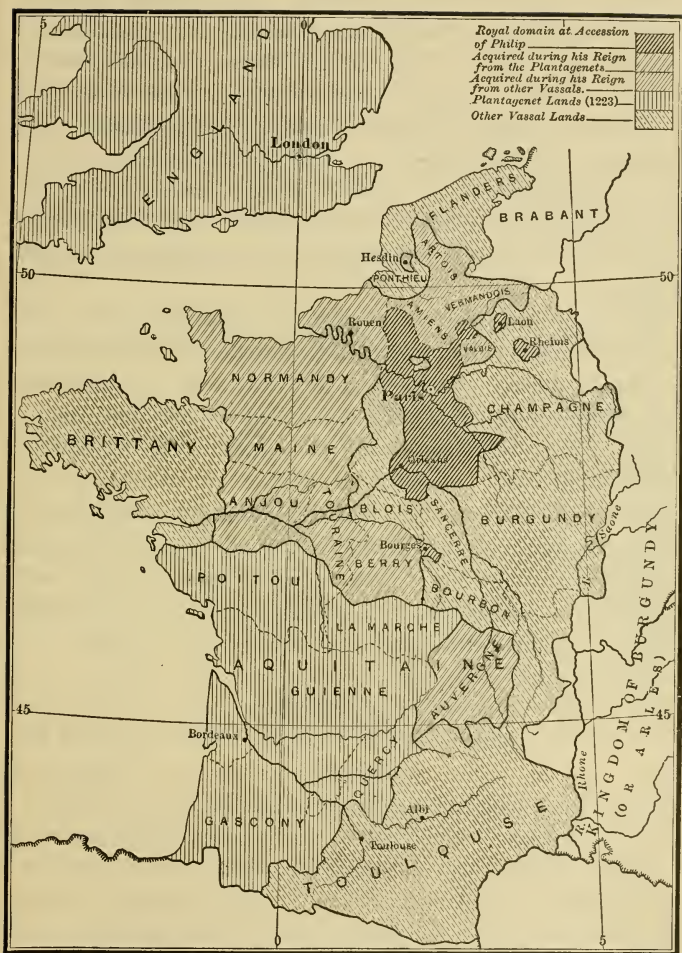 5
0
Royal domain at Accession
of Philip
Acquired during his Reign
from the Plantagenets
Acquired during his Reign
from other Vassals.
Plantagenet Lands (1223)
Other Vassal Lands
ENGLAND
London
FLANDERS
BRABANT
ARTOIS
Hesdin
PONTHIEU
50
50
VERMANDOIS
AMIENS
Laon
Rouen
VALOIS
Rheims
NORMANDY
Paris
CHAMPAGNE
BRITTANY
MAINE
Orleans
ANJOU
TOURAINE
BLOIS
SANCERRE
BURGUNDY
R. Saone
Bourges
BERRY
POITOU
BOURBON
LA MARCHE
AQUITAINE
GUIENNE
AUVERGNE
KINGDOM OF BURGUNDY
(OR ARLES)
45
45
Bordeaux
QUERCY
R. Rhone
Albi
GASCONY
Toulouse
TOULOUSE
0
5